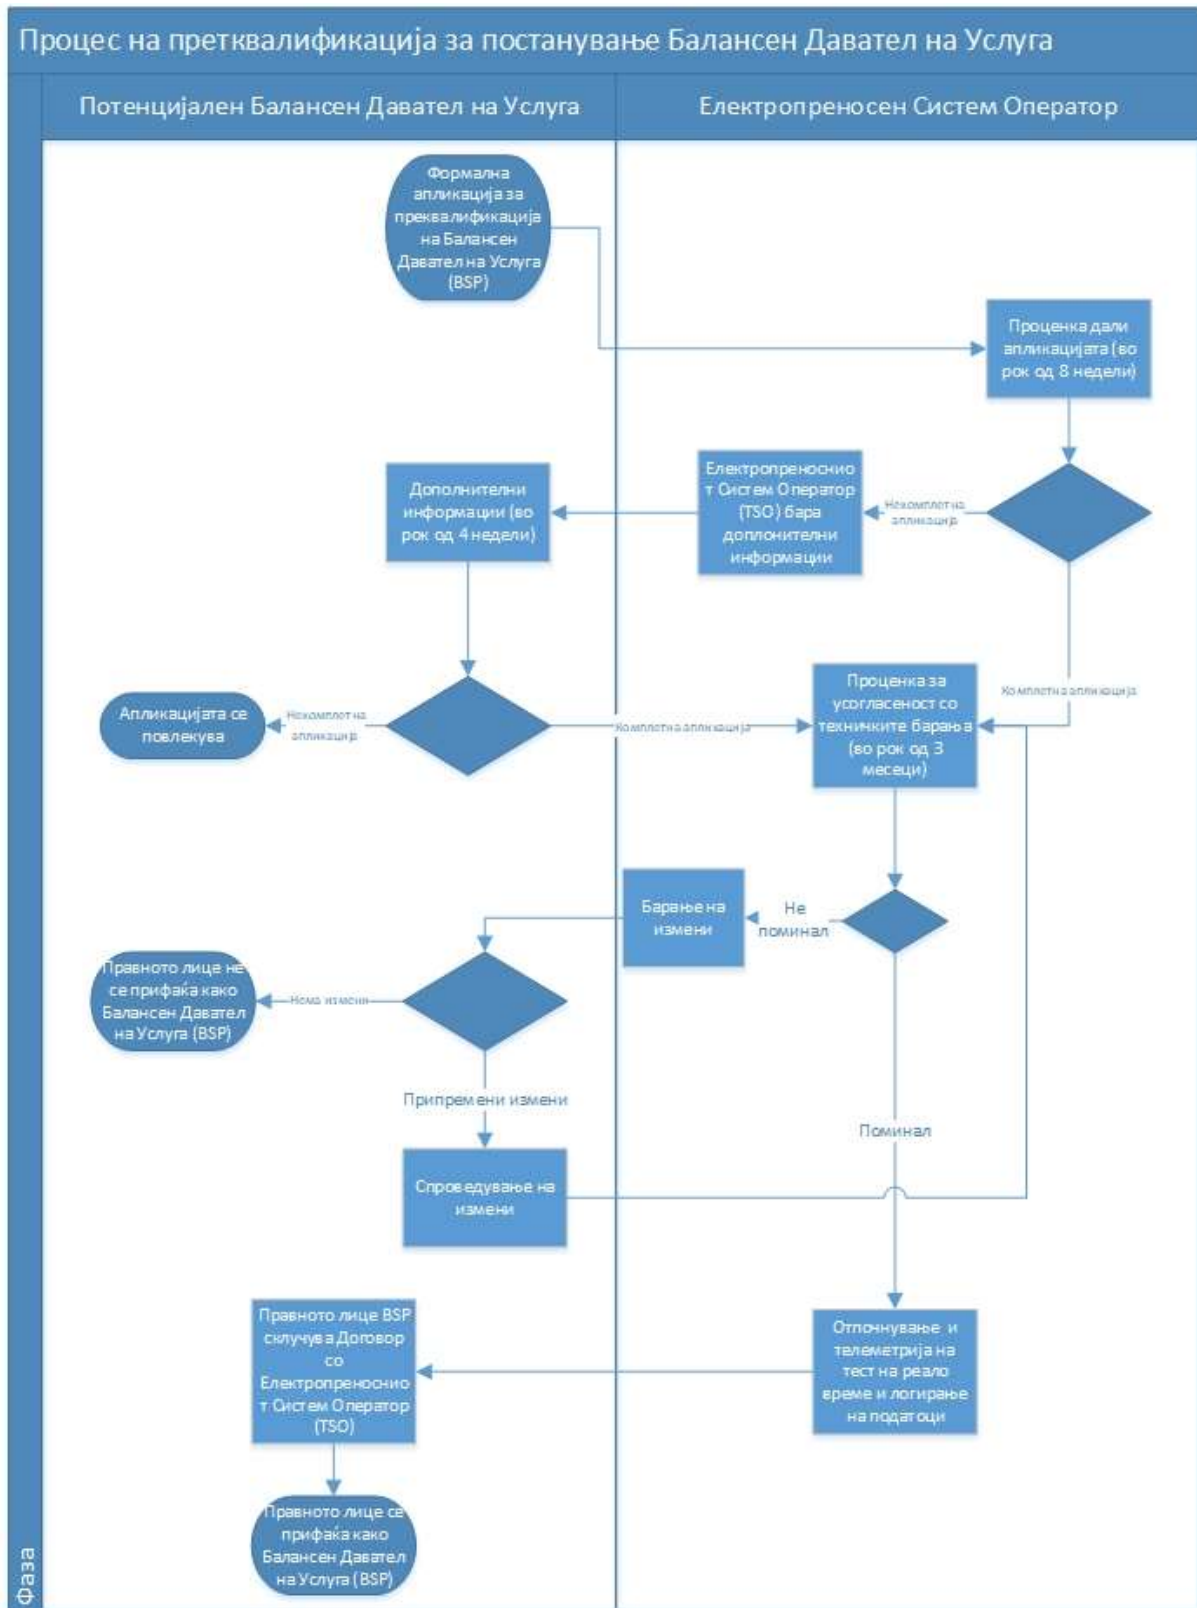 Процес на претквалификација за постанување Балансен Давател на Услуга
Потенцијален Балансен Давател на Услуга
Електропреносен Систем Оператор
Формална
апликација за
преквалификација
на Балансен
Давател на Услуга
(BSP)
Проценка дали
апликацијата (во
рок од 8 недели)
Дополнителни
информации (во
рок од 4 недели)
Електропреносnио
т Систем Оператор
(TSO) бара
доплонителни
информации
Некомплетна
апликација
Комплетна апликација
Апликацијата се
повлекува
Некомплетна
апликација
Комплетна апликација
Проценка за
усогласеност со
техничките барања
(во рок од 3
месеци)
Барање на
измени
Не
поминал
Правното лице не
се прифаќа како
Балансен Давател
на Услуга (BSP)
Нема измени
Припремени измени
Поминал
Спроведување на
измени
Правното лице BSP
склучува Договор
со
Електропреносnио
т Систем Оператор
(TSO)
Отпочнување и
телеметрија на
тест на реало
време и логирање
на податоци
Правното лице се
прифаќа како
Балансен Давател
на Услуга (BSP)
Фаза